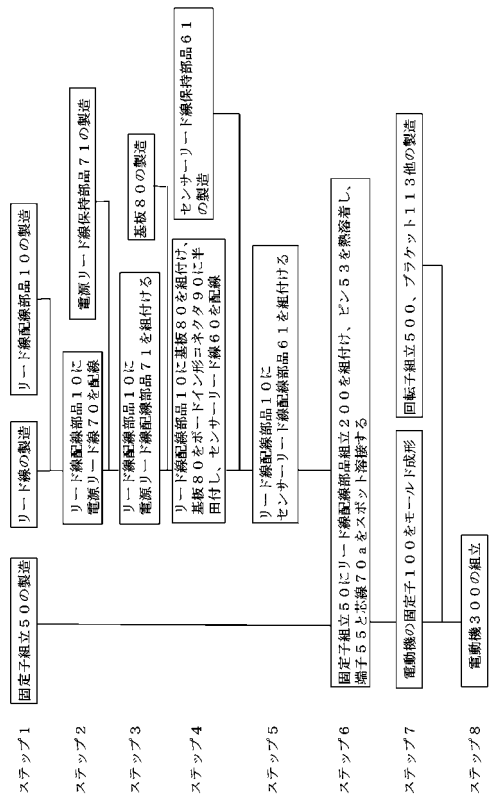 ステップ1
固定子組立50の製造
リード線の製造
リード線配線部品10の製造
ステップ2
リード線配線部品10に
電源リード線70を配線
電源リード線保持部品71の製造
ステップ3
リード線配線部品10に
電源リード線配線部品71を組付ける
基板80の製造
ステップ4
リード線配線部品10に基板80を組付け、
基板80をボードイン形コネクタ90に半
田付し、センサーリード線60を配線
センサーリード線保持部品61
の製造
ステップ5
リード線配線部品10に
センサーリード線配線部品61を組付ける
ステップ6
固定子組立50にリード線配線部品組立200を組付け、ピン53を熱溶着し、
端子55と芯線70aをスポット溶接する
ステップ7
電動機の固定子100をモールド成形
回転子組立500、ブラケット113他の製造
ステップ8
電動機300の組立